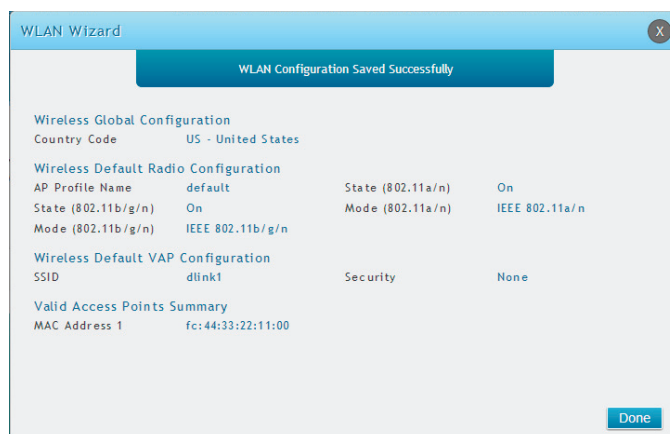 WLAN Wizard
X
WLAN Configuration Saved Successfully
Wireless Global Configuration
Country Code US - United States
Wireless Default Radio Configuration
AP Profile Name default State (802.11a/n) On
State (802.11b/g/n) On Mode (802.11a/n) IEEE 802.11a/n
Mode (802.11b/g/n) IEEE 802.11b/g/n
Wireless Default VAP Configuration
SSID dlink1 Security None
Valid Access Points Summary
MAC Address 1 fc:44:33:22:11:00
Done